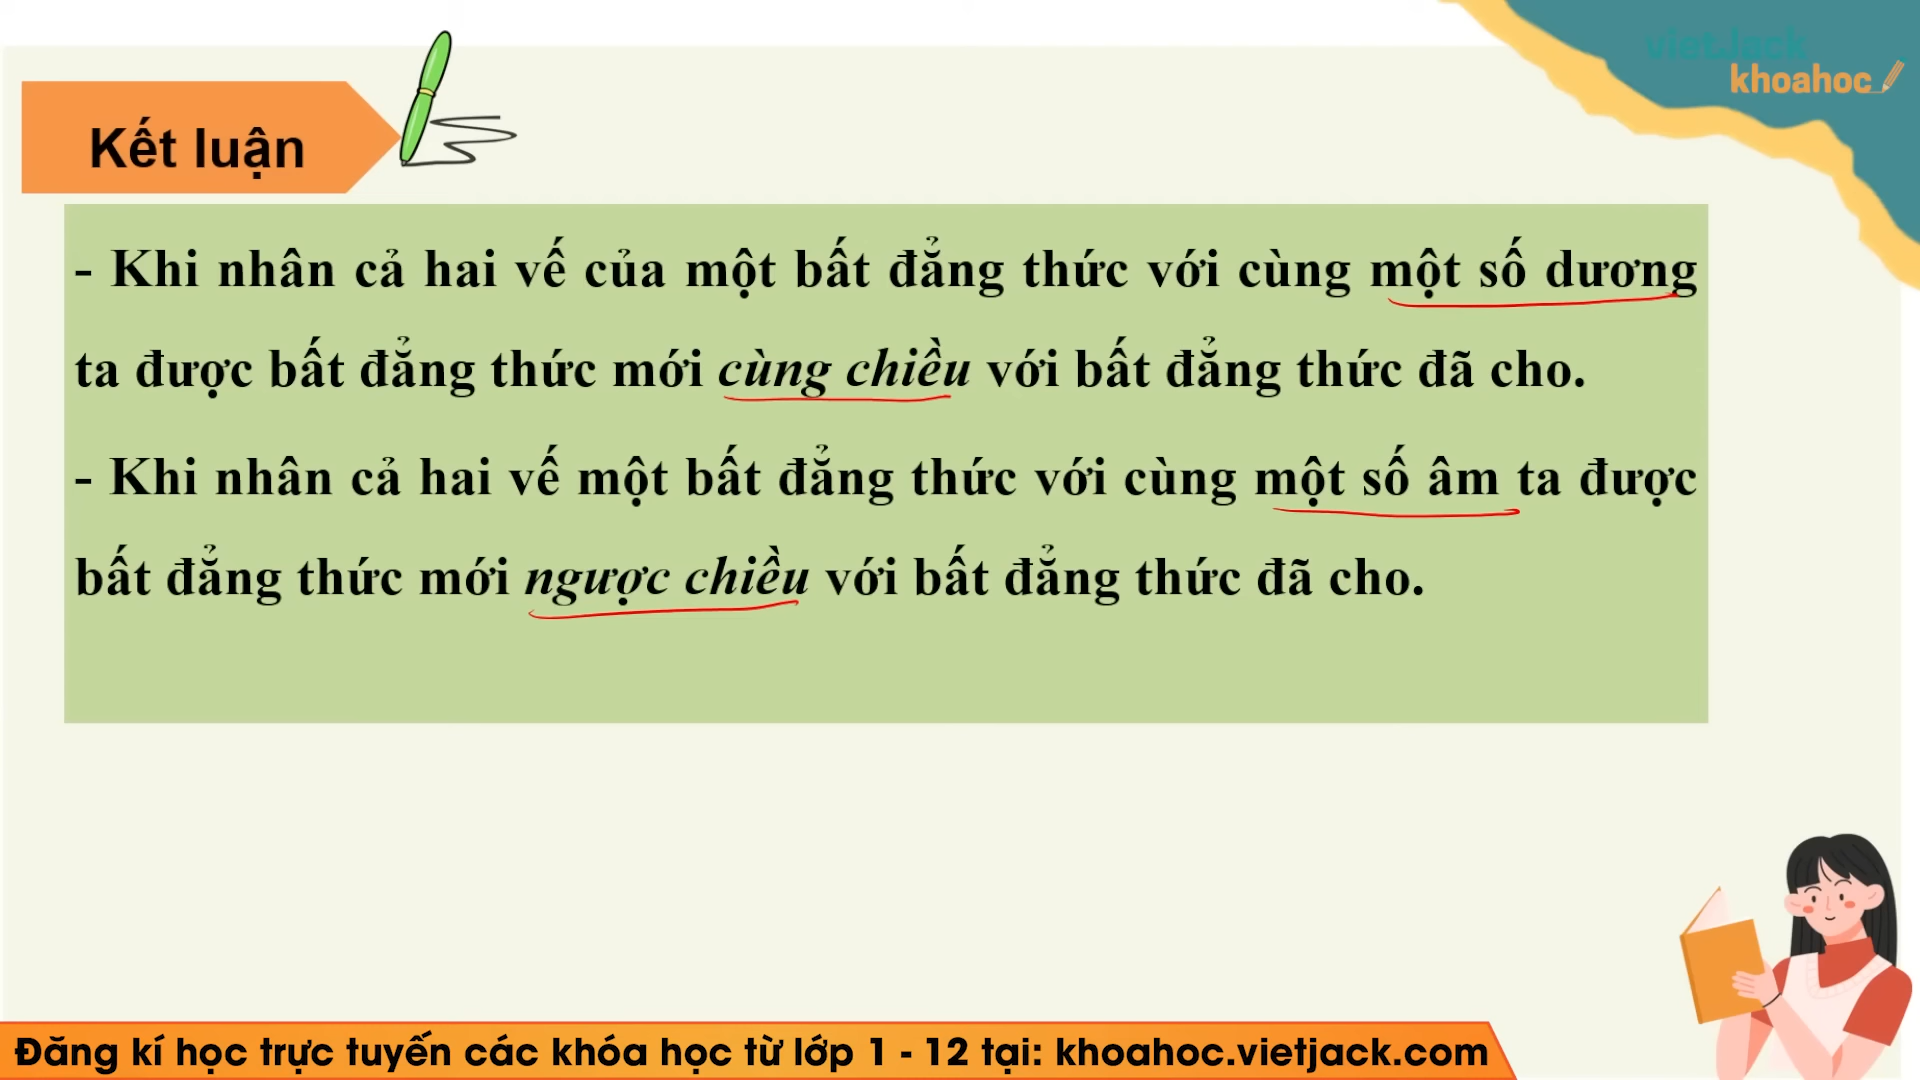 vietJack
khoahoc
Kết luận
- Khi nhân cả hai vế của một bất đẳng thức với cùng một số dương
ta được bất đẳng thức mới cùng chiều với bất đẳng thức đã cho.
- Khi nhân cả hai vế một bất đẳng thức với cùng một số âm ta được
bất đẳng thức mới ngược chiều với bất đẳng thức đã cho.
Đăng kí học trực tuyến các khóa học từ lớp 1 - 12 tại: khoahoc.vietjack.com